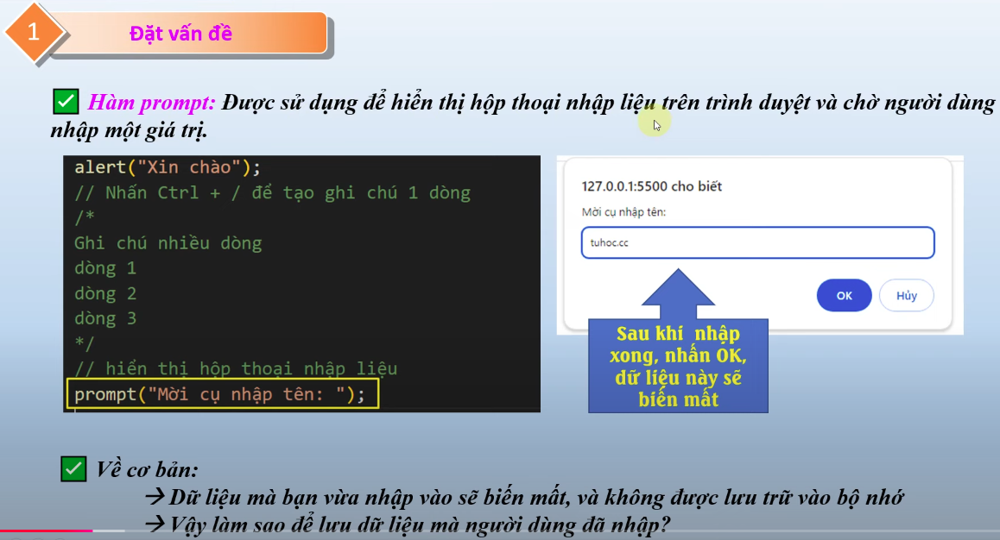 1
Đặt vấn đề
Hàm prompt: Được sử dụng để hiển thị hộp thoại nhập liệu trên trình duyệt và chờ người dùng
nhập một giá trị.
alert("Xin chào");
// Nhấn Ctrl + / để tạo ghi chú 1 dòng
/*
Ghi chú nhiều dòng
dòng 1
dòng 2
dòng 3
*/
// hiển thị hộp thoại nhập liệu
prompt("Mời cụ nhập tên: ");
127.0.0.1:5500 cho biết
Mời cụ nhập tên:
tuhoc.cc
OK
Hủy
Sau khi nhập
xong, nhấn OK,
dữ liệu này sẽ
biến mất
Về cơ bản:
→ Dữ liệu mà bạn vừa nhập vào sẽ biến mất, và không được lưu trữ vào bộ nhớ
→ Vậy làm sao để lưu dữ liệu mà người dùng đã nhập?